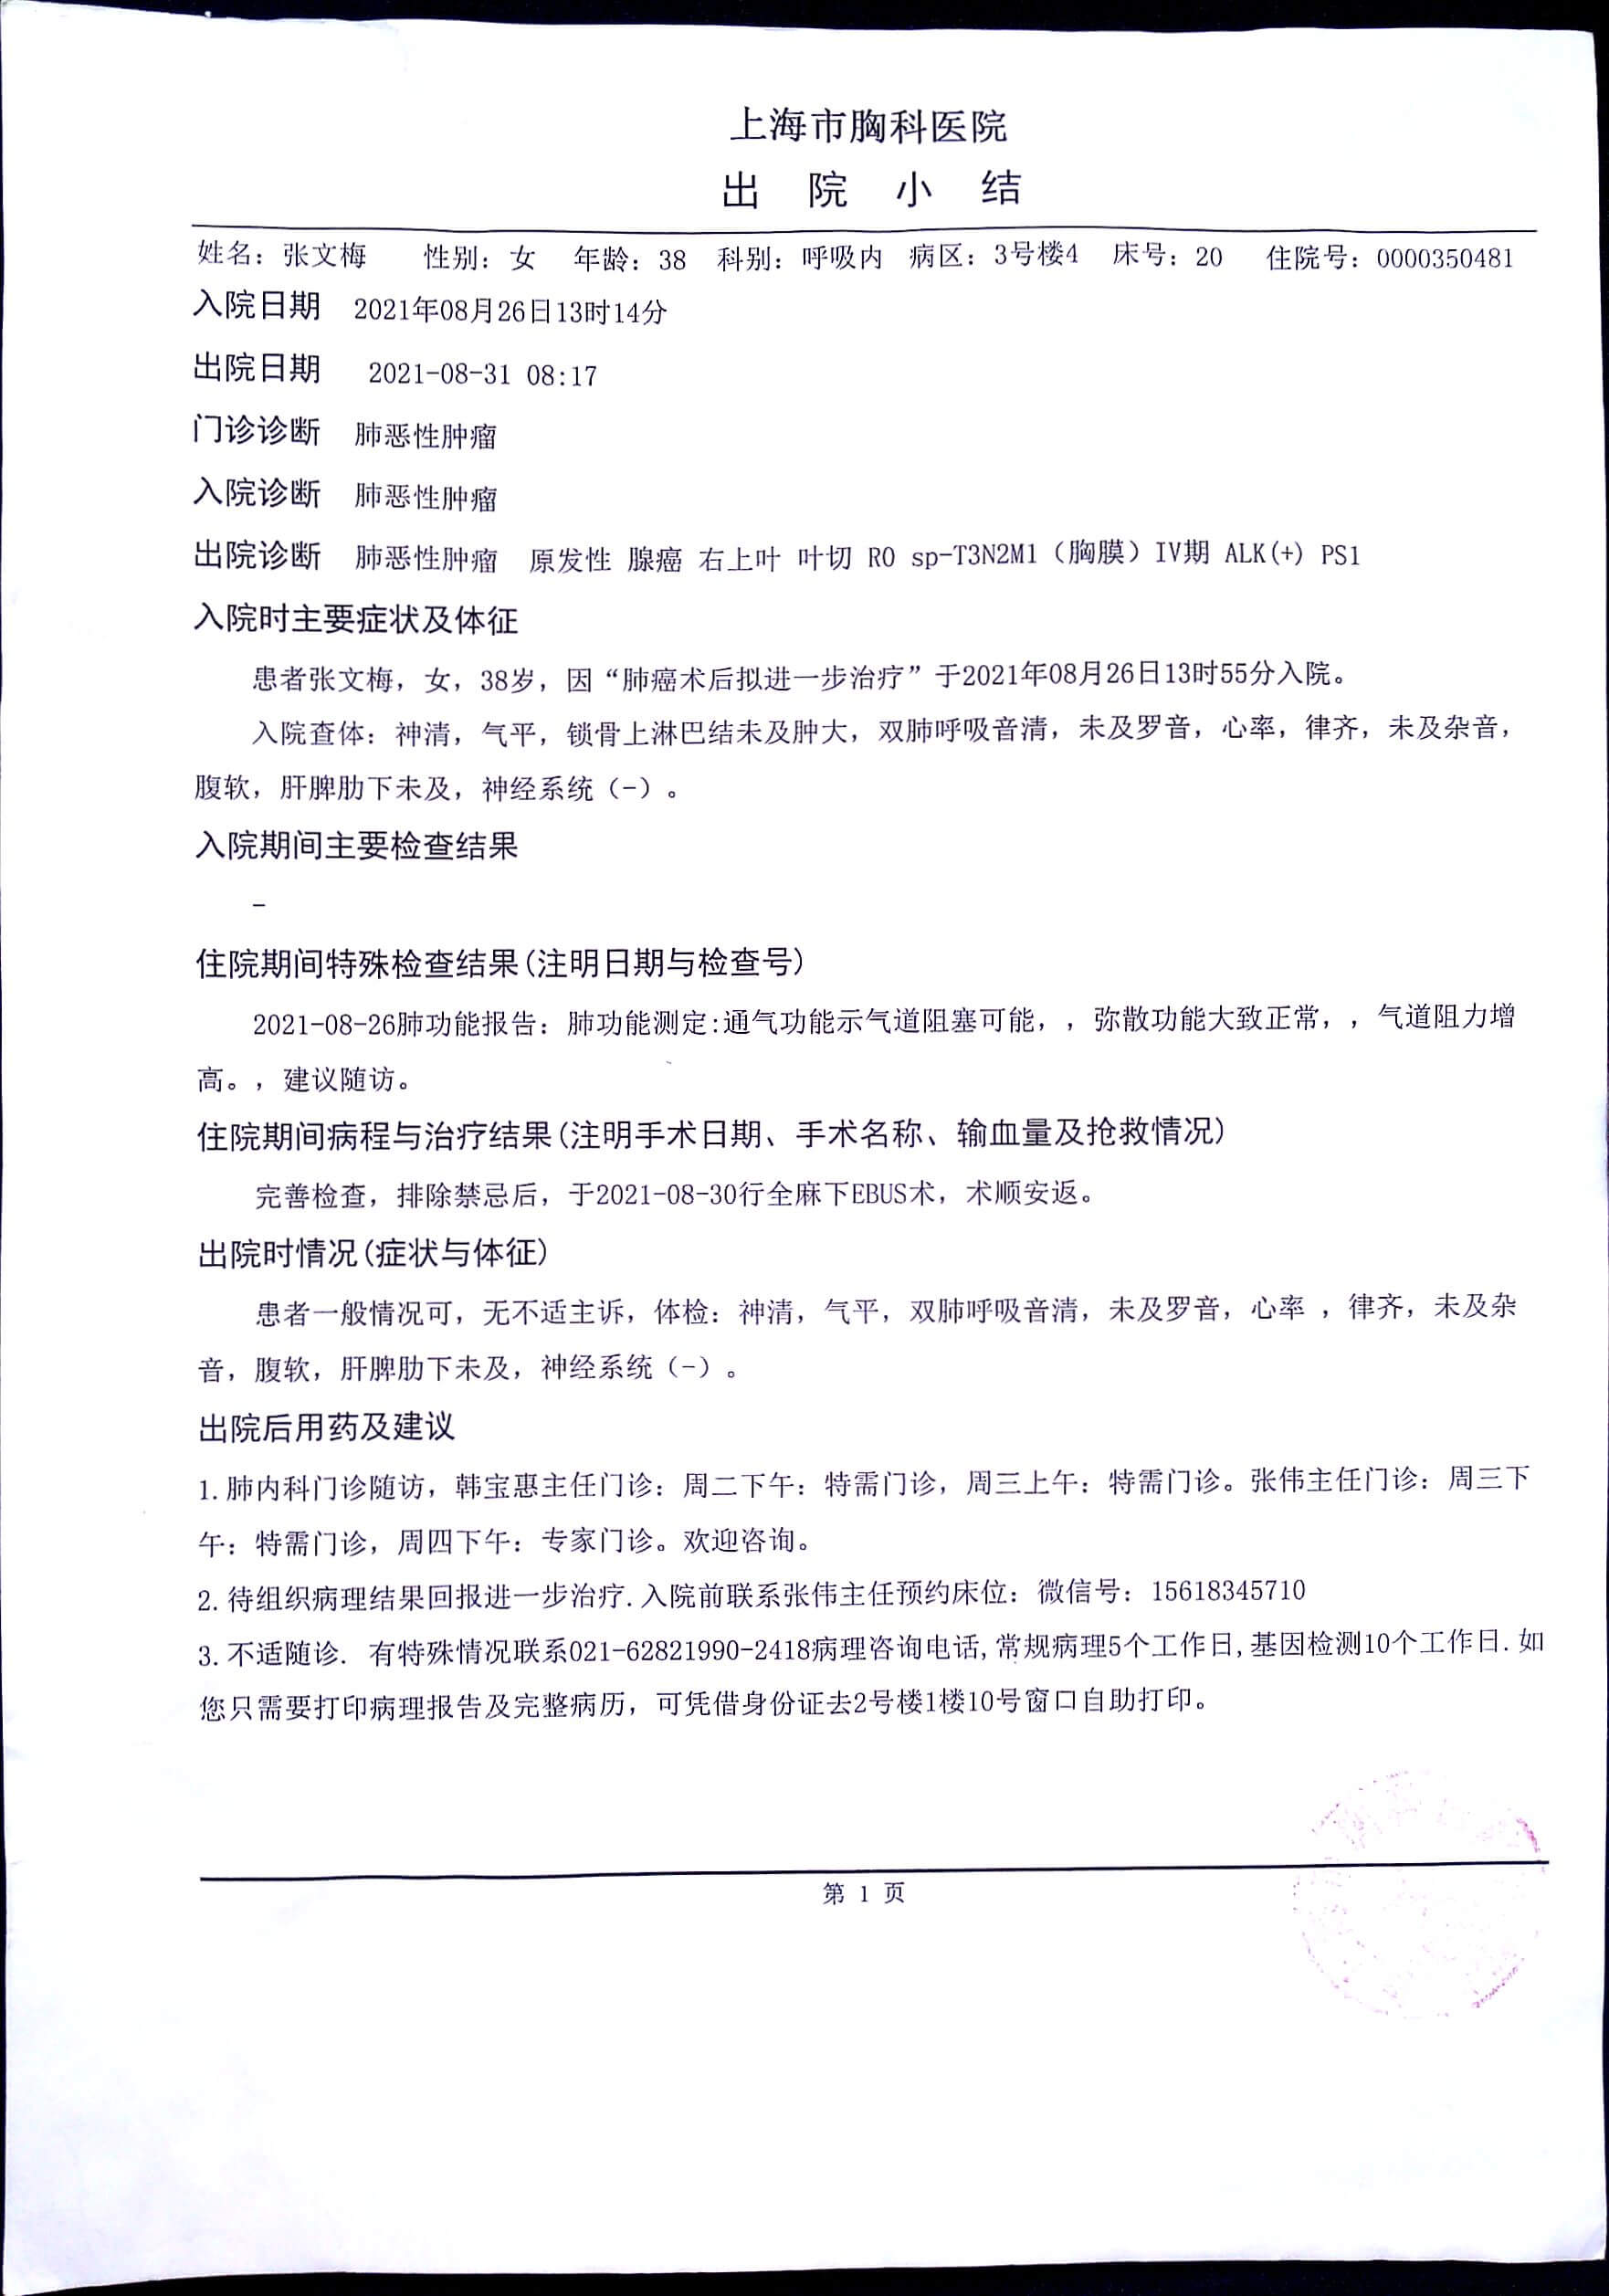 上海市胸科医院
出 院 小 结
姓名：张文梅 性别：女 年龄：38 科别：呼吸内 病区：3号楼4 床号：20 住院号：0000350481
入院日期 2021年08月26日13时14分
出院日期 2021-08-31 08:17
门诊诊断 肺恶性肿瘤
入院诊断 肺恶性肿瘤
出院诊断 肺恶性肿瘤 原发性 腺癌 右上叶 叶切 R0 sp-T3N2M1（胸膜）IV期 ALK(+) PS1
入院时主要症状及体征
患者张文梅，女，38岁，因“肺癌术后拟进一步治疗”于2021年08月26日13时55分入院。
入院查体：神清，气平，锁骨上淋巴结未及肿大，双肺呼吸音清，未及罗音，心率，律齐，未及杂音，
腹软，肝脾肋下未及，神经系统（-）。
入院期间主要检查结果
-
住院期间特殊检查结果(注明日期与检查号)
2021-08-26肺功能报告：肺功能测定:通气功能示气道阻塞可能，，弥散功能大致正常，，气道阻力增
高。，建议随访。
住院期间病程与治疗结果(注明手术日期、手术名称、输血量及抢救情况)
完善检查，排除禁忌后，于2021-08-30行全麻下EBUS术，术顺安返。
出院时情况(症状与体征)
患者一般情况可，无不适主诉，体检：神清，气平，双肺呼吸音清，未及罗音，心率 ，律齐，未及杂
音，腹软，肝脾肋下未及，神经系统（-）。
出院后用药及建议
1.肺内科门诊随访，韩宝惠主任门诊：周二下午：特需门诊，周三上午：特需门诊。张伟主任门诊：周三下
午：特需门诊，周四下午：专家门诊。欢迎咨询。
2.待组织病理结果回报进一步治疗.入院前联系张伟主任预约床位：微信号：15618345710
3.不适随诊. 有特殊情况联系021-62821990-2418病理咨询电话,常规病理5个工作日,基因检测10个工作日.如
您只需要打印病理报告及完整病历，可凭借身份证去2号楼1楼10号窗口自助打印。
第 1 页